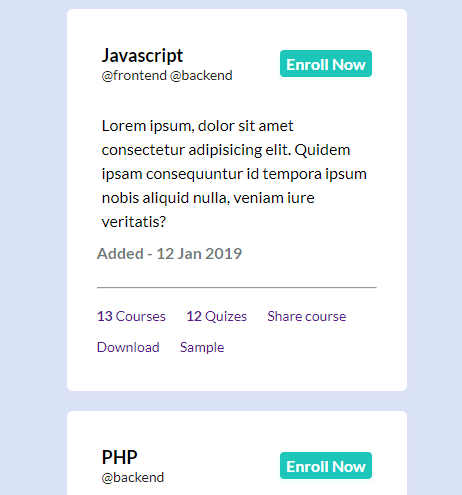 Javascript
@frontend @backend
Enroll Now
Lorem ipsum, dolor sit amet
consectetur adipisicing elit. Quidem
ipsam consequuntur id tempora ipsum
nobis aliquid nulla, veniam iure
veritatis?
Added - 12 Jan 2019
13 Courses 12 Quizes Share course
Download Sample
PHP
@backend
Enroll Now